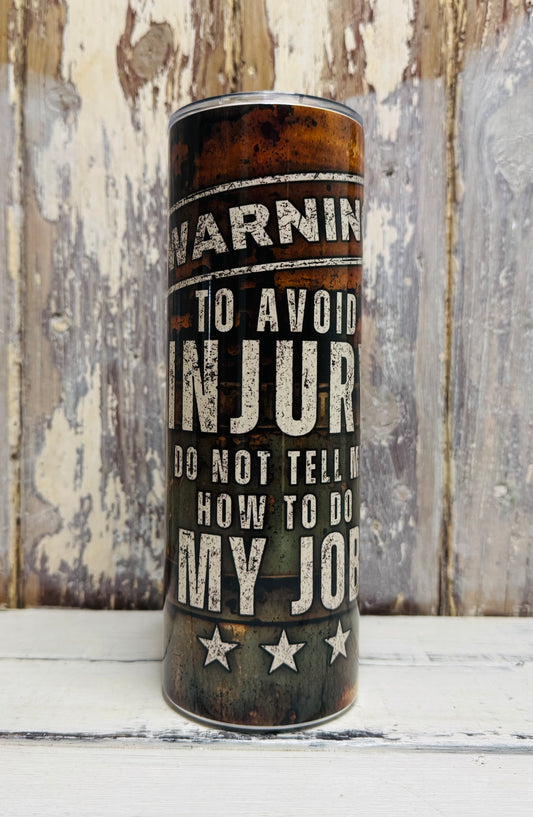 WARNIN
TO AVOID
INJUR
DO NOT TELL M
HOW TO DO
MY JOB